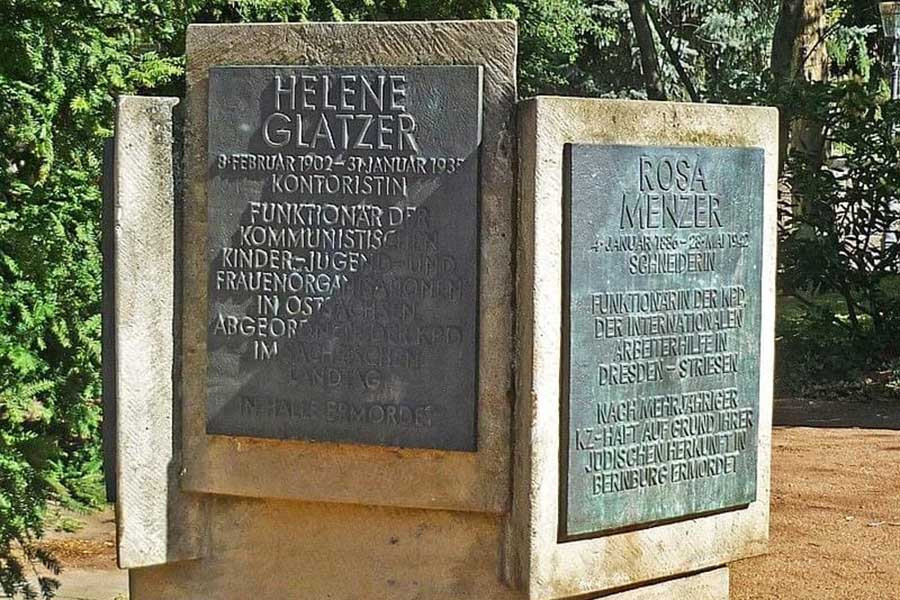 HELENE
GLATZER
8·FEBRUAR 1902–31·JANUAR 1935
KONTORISTIN
FUNKTIONÄR DER
KOMMUNISTISCHEN
KINDER-JUGEND-UND
FRAUENORGANISATIONEN
IN OSTSACHSEN
ABGEORDNETE DER KPD
IM SÄCHSISCHEN
LANDTAG
IN HALLE ERMORDET
ROSA
MENZER
4·JANUAR 1886–28·MAI 1942
SCHNEIDERIN
FUNKTIONÄRIN DER KPD,
DER INTERNATIONALEN
ARBEITERHILFE IN
DRESDEN–STRIESEN
NACH MEHRJÄHRIGER
KZ-HAFT AUF GRUND IHRER
JÜDISCHEN HERKUNFT IN
BERNBURG ERMORDET